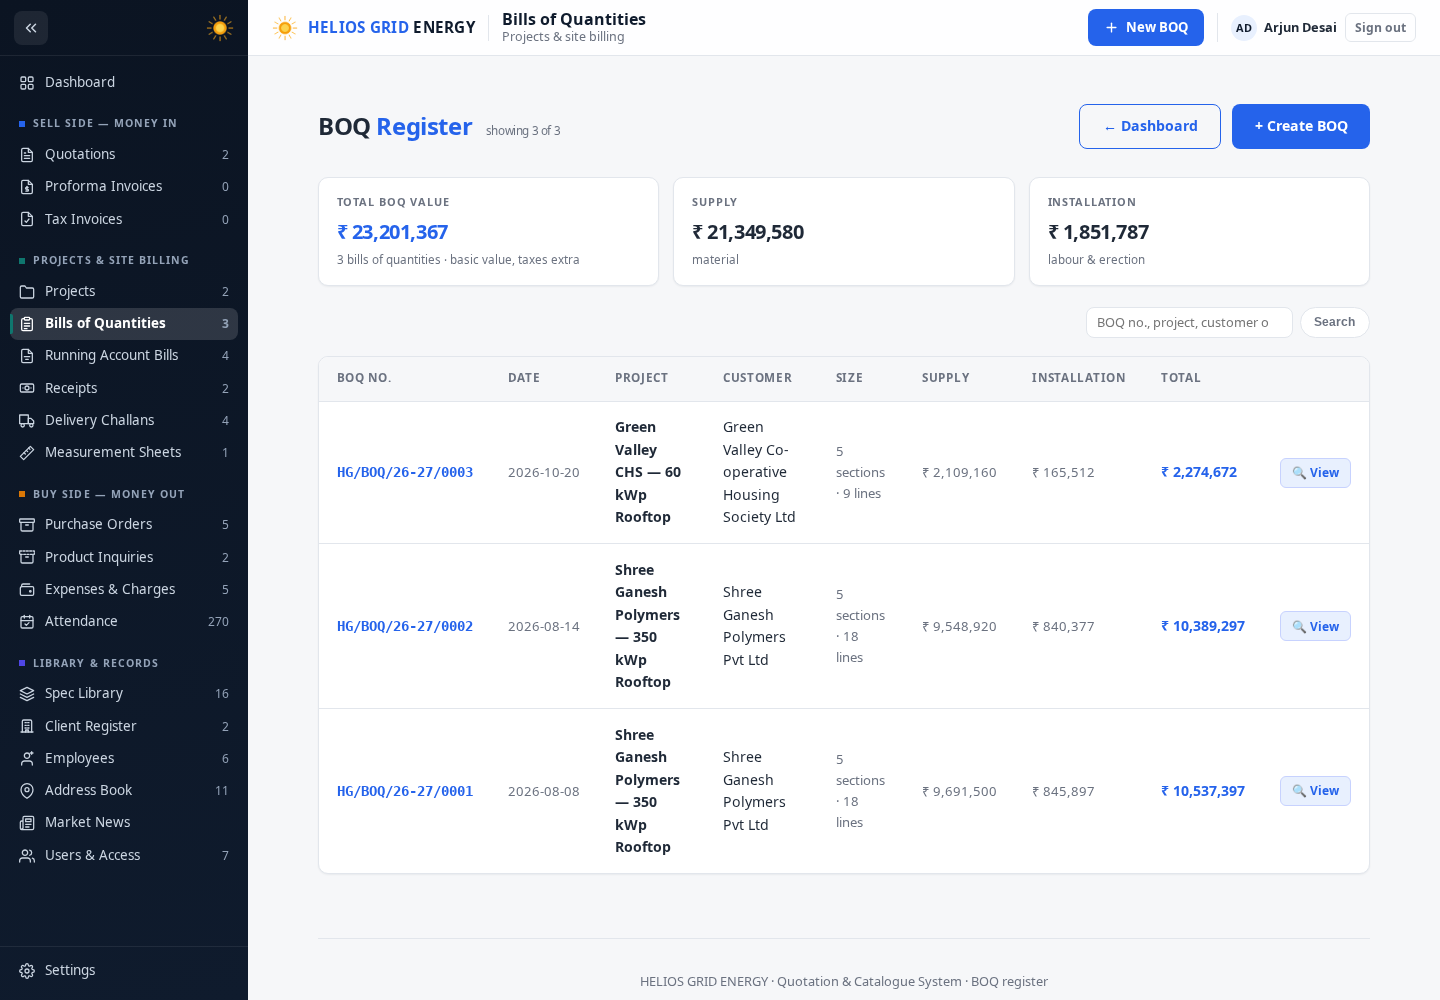 HELIOS GRID ENERGY
Bills of Quantities
Projects & site billing
+ New BOQ
AD
Arjun Desai
Sign out
Dashboard
SELL SIDE — MONEY IN
Quotations 2
Proforma Invoices 0
Tax Invoices 0
PROJECTS & SITE BILLING
Projects 2
Bills of Quantities 3
Running Account Bills 4
Receipts 2
Delivery Challans 4
Measurement Sheets 1
BUY SIDE — MONEY OUT
Purchase Orders 5
Product Inquiries 2
Expenses & Charges 5
Attendance 270
LIBRARY & RECORDS
Spec Library 16
Client Register 2
Employees 6
Address Book 11
Market News
Users & Access 7
Settings
BOQ Register showing 3 of 3
← Dashboard
+ Create BOQ
TOTAL BOQ VALUE
₹ 23,201,367
3 bills of quantities · basic value, taxes extra
SUPPLY
₹ 21,349,580
material
INSTALLATION
₹ 1,851,787
labour & erection
BOQ no., project, customer o
Search
BOQ NO. DATE PROJECT CUSTOMER SIZE SUPPLY INSTALLATION TOTAL
HG/BOQ/26-27/0003
2026-10-20
Green
Valley
CHS — 60
kWp
Rooftop
Green
Valley Co-
operative
Housing
Society Ltd
5
sections
· 9 lines
₹ 2,109,160
₹ 165,512
₹ 2,274,672
🔍 View
HG/BOQ/26-27/0002
2026-08-14
Shree
Ganesh
Polymers
— 350
kWp
Rooftop
Shree
Ganesh
Polymers
Pvt Ltd
5
sections
· 18
lines
₹ 9,548,920
₹ 840,377
₹ 10,389,297
🔍 View
HG/BOQ/26-27/0001
2026-08-08
Shree
Ganesh
Polymers
— 350
kWp
Rooftop
Shree
Ganesh
Polymers
Pvt Ltd
5
sections
· 18
lines
₹ 9,691,500
₹ 845,897
₹ 10,537,397
🔍 View
HELIOS GRID ENERGY · Quotation & Catalogue System · BOQ register